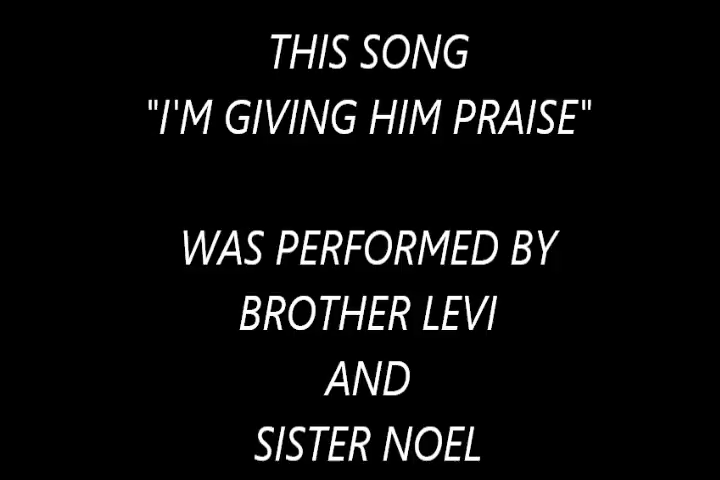 THIS SONG
"I'M GIVING HIM PRAISE"
WAS PERFORMED BY
BROTHER LEVI
AND
SISTER NOEL